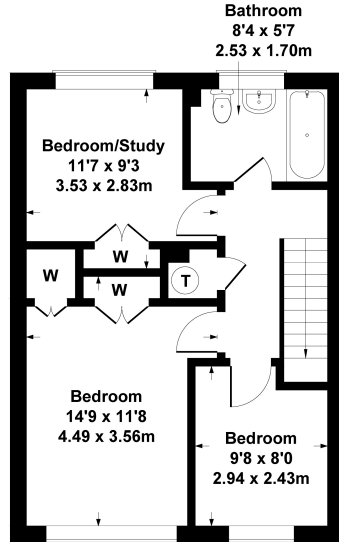 Bathroom
8'4 x 5'7
2.53 x 1.70m
Bedroom/Study
11'7 x 9'3
3.53 x 2.83m
W
W
W
T
Bedroom
14'9 x 11'8
4.49 x 3.56m
Bedroom
9'8 x 8'0
2.94 x 2.43m